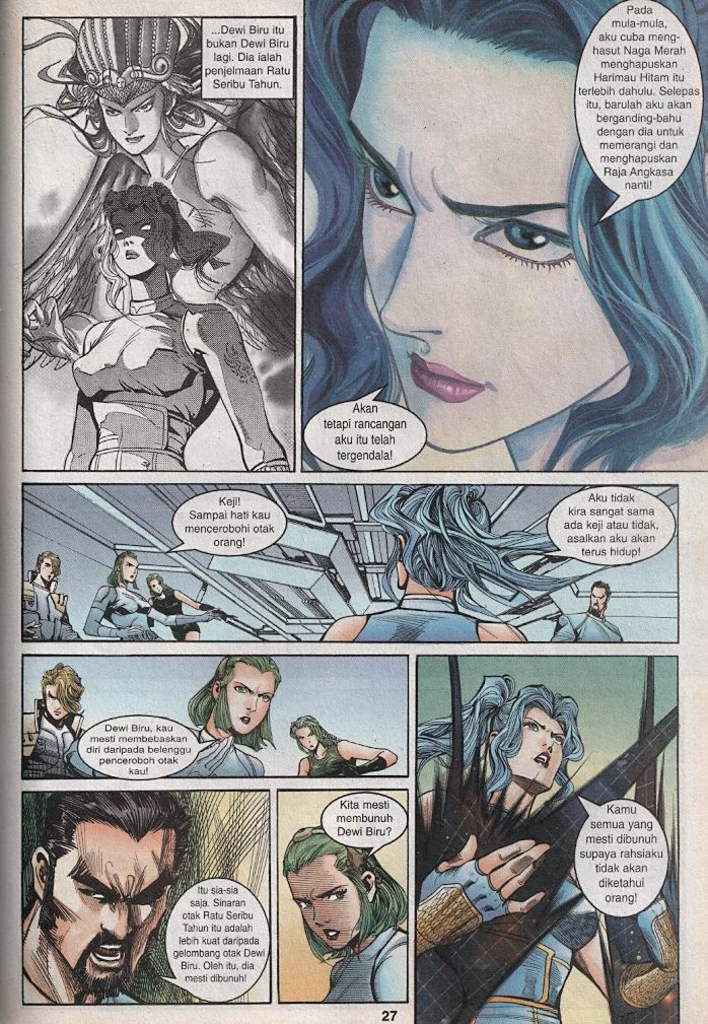 ...Dewi Biru itu
bukan Dewi Biru
lagi. Dia ialah
penjelmaan Ratu
Seribu Tahun.
Pada
mula-mula,
aku cuba meng-
hasut Naga Merah
menghapuskan
Harimau Hitam itu
terlebih dahulu. Selepas
itu, barulah aku akan
berganding-bahu
dengan dia untuk
memerangi dan
menghapuskan
Raja Angkasa
nanti!
Akan
tetapi rancangan
aku itu telah
tergendala!
Keji!
Sampai hati kau
mencerobohi otak
orang!
Aku tidak
kira sangat sama
ada keji atau tidak,
asalkan aku akan
terus hidup!
Dewi Biru, kau
mesti membebaskan
diri daripada belenggu
penceroboh otak
kau!
Kamu
semua yang
mesti dibunuh
supaya rahsiaku
tidak akan
diketahui
orang!
Itu sia-sia
saja. Sinaran
otak Ratu Seribu
Tahun itu adalah
lebih kuat daripada
gelombang otak Dewi
Biru. Oleh itu, dia
mesti dibunuh!
Kita mesti
membunuh
Dewi Biru?
27